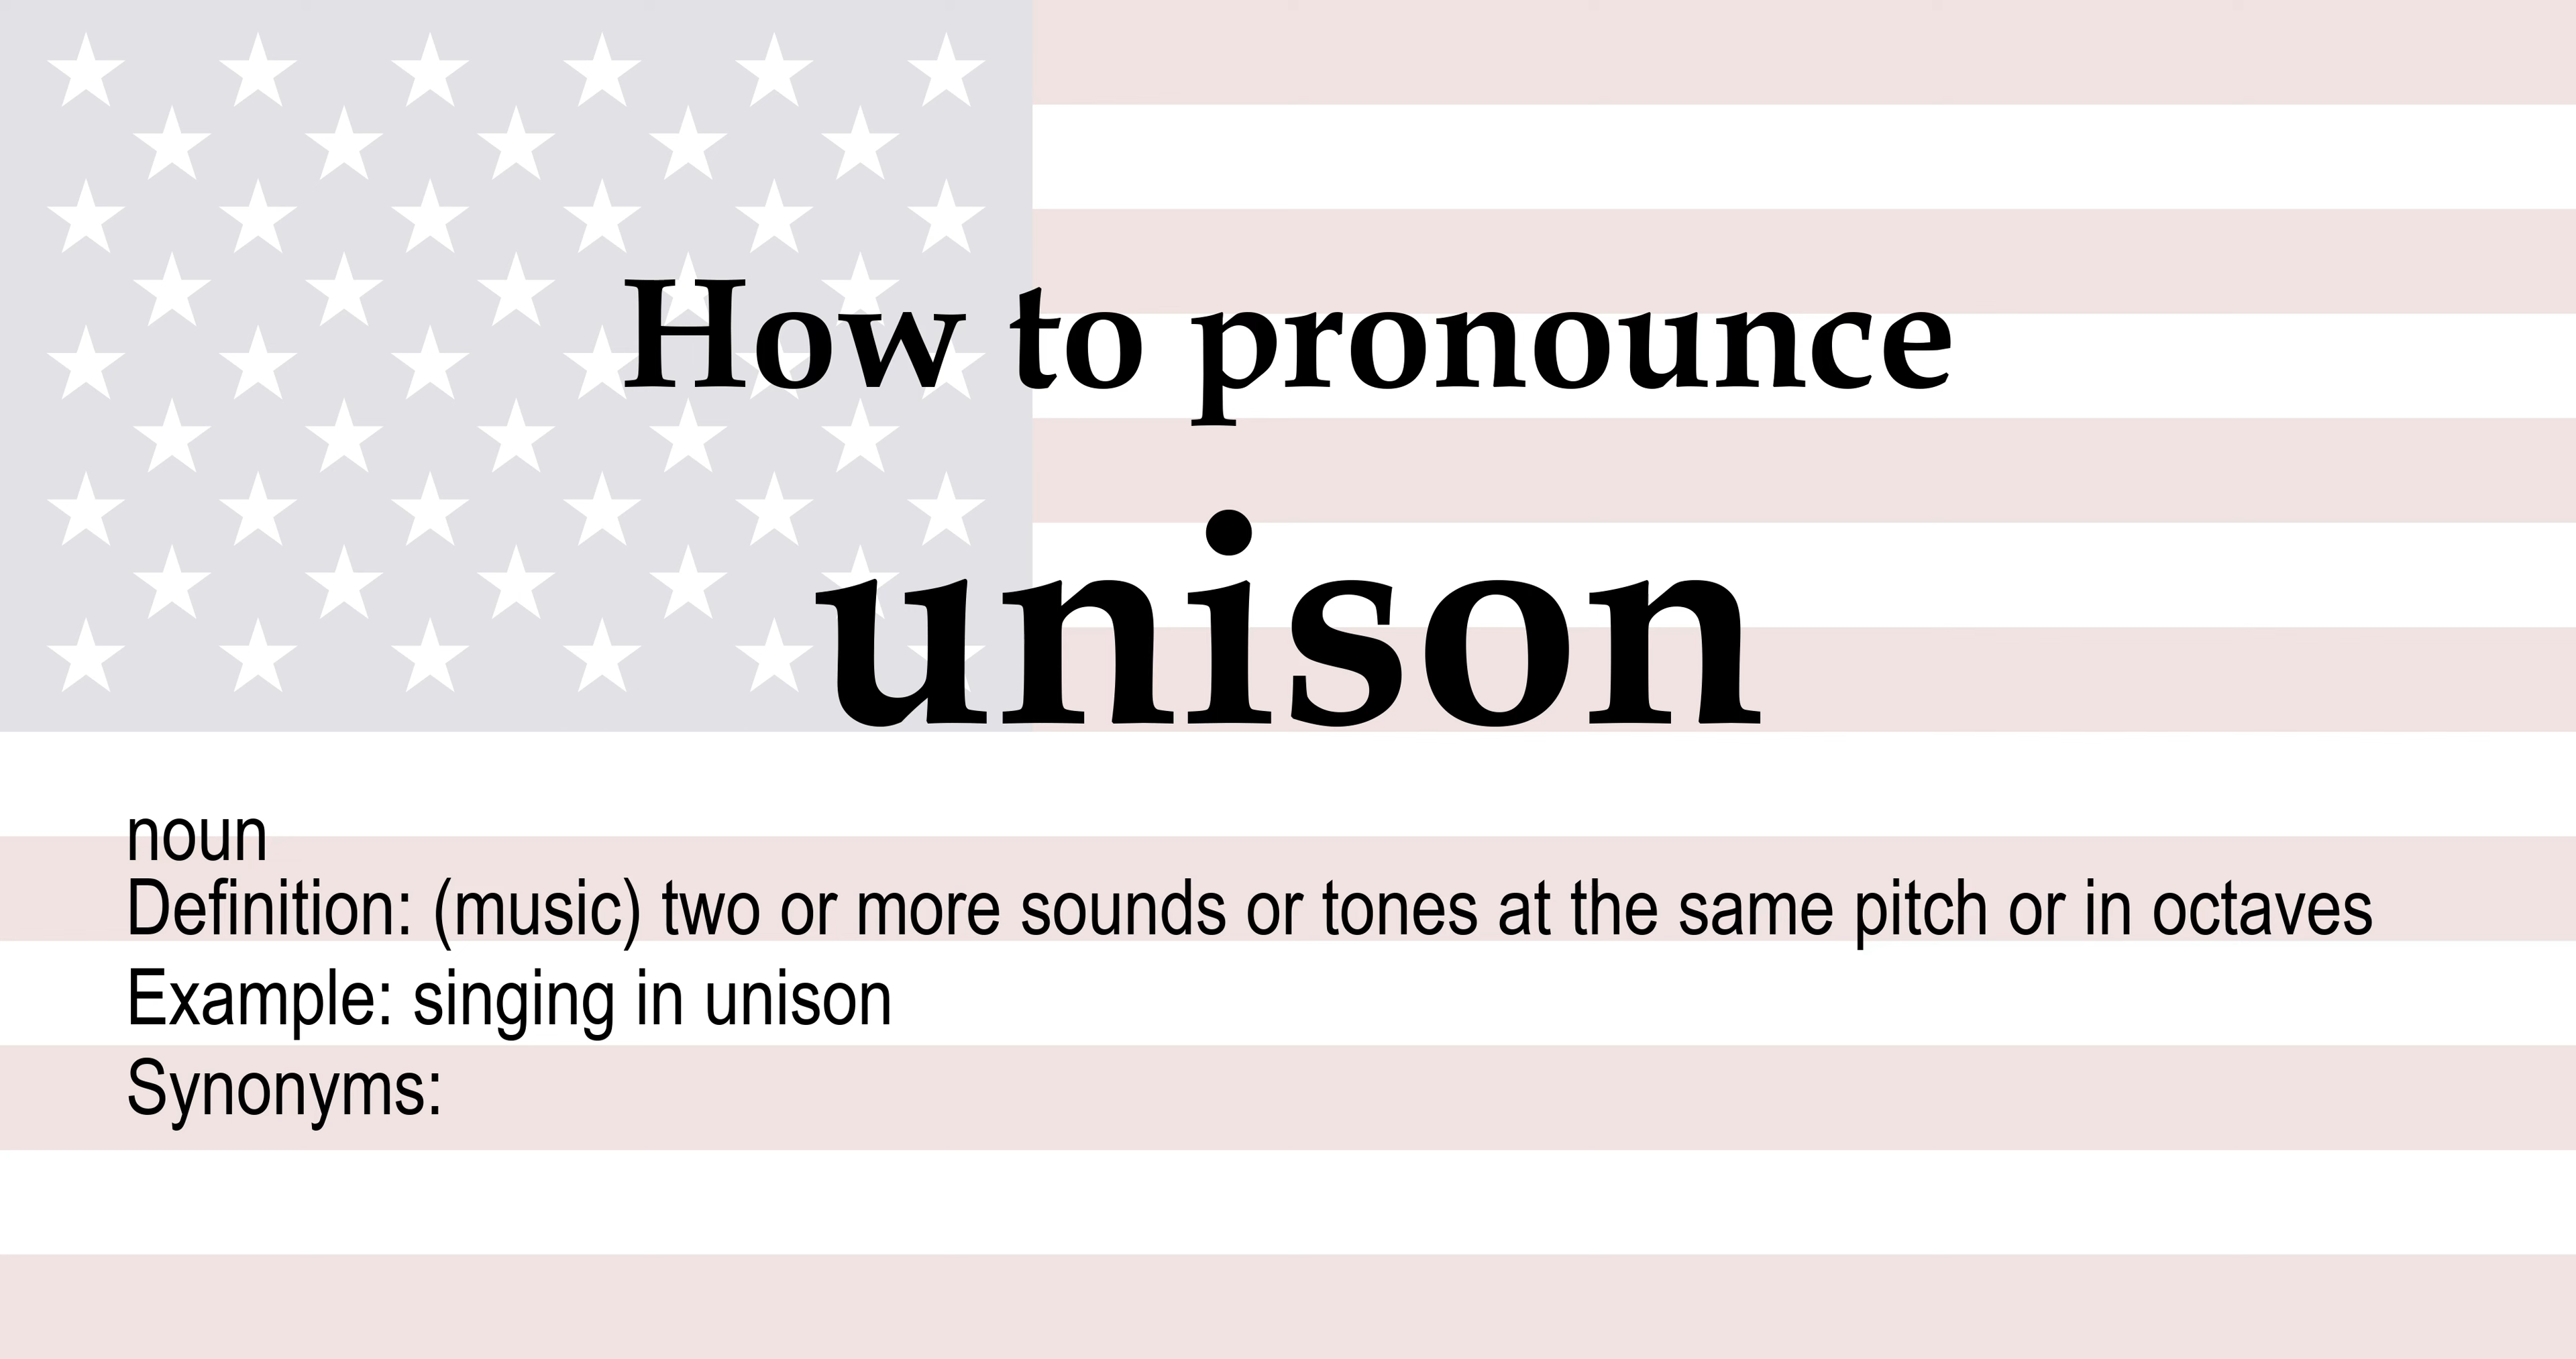 How to pronounce
unison
noun
Definition: (music) two or more sounds or tones at the same pitch or in octaves
Example: singing in unison
Synonyms: